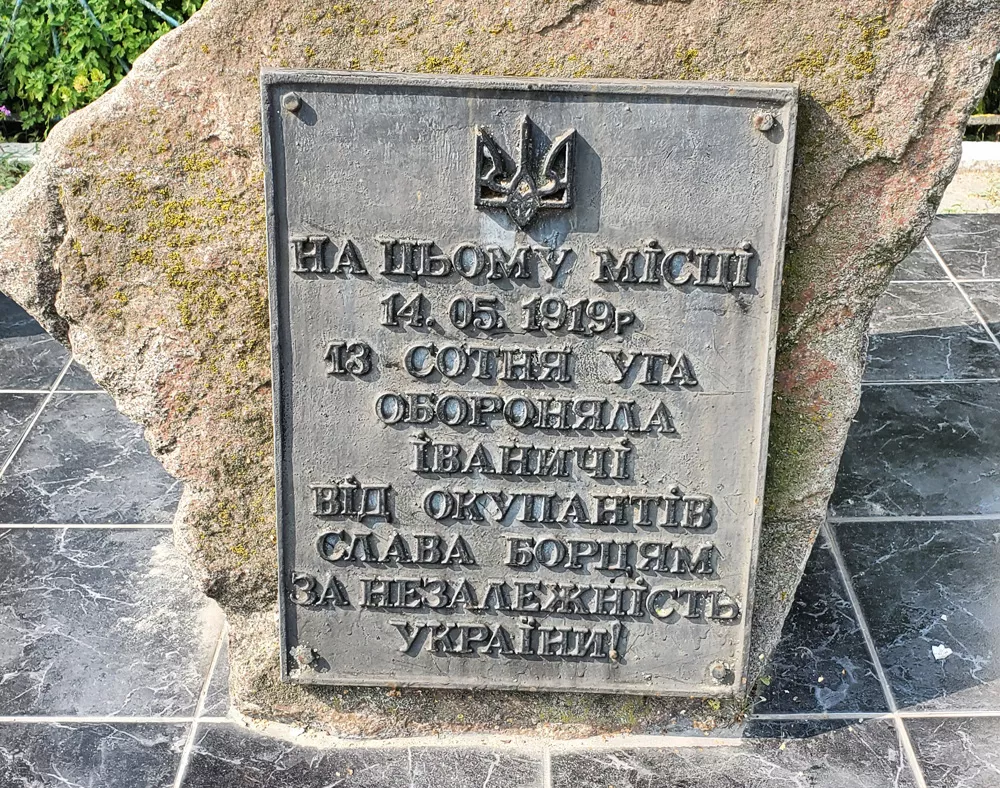 НА ЦЬОМУ МІСЦІ
14. 05. 1919р
13 СОТНЯ УГА
ОБОРОНЯЛА
ІВАНИЧІ
ВІД ОКУПАНТІВ
СЛАВА БОРЦЯМ
ЗА НЕЗАЛЕЖНІСТЬ
УКРАЇНИ!